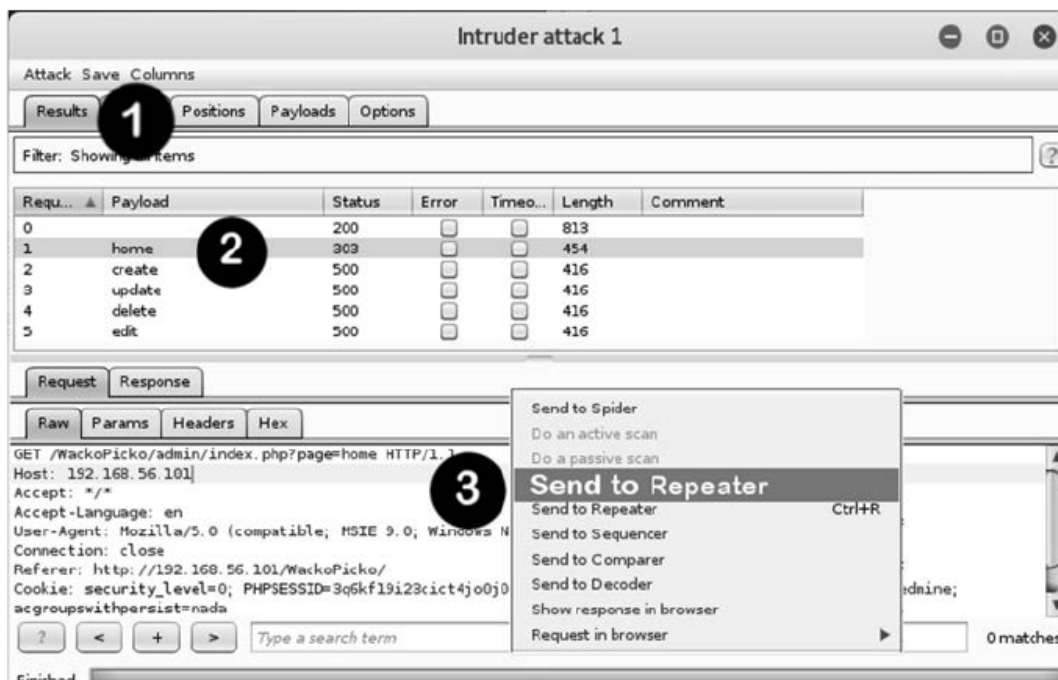 Intruder attack 1
Attack Save Columns
Results
1
Positions
Payloads
Options
Filter: Showing items
?
Requ... ▲ Payload Status Error Timeo... Length Comment
0 200 813
1 home 303 454
2
2 create 500 416
3 update 500 416
4 delete 500 416
5 edit 500 416
Request Response
Raw Params Headers Hex
GET /WackoPicko/admin/index.php?page=home HTTP/1.
Host: 192.168.56.101
Accept: */*
Accept-Language: en
User-Agent: Mozilla/5.0 (compatible; MSIE 9.0; Windows N
Connection: close
Referer: http://192.168.56.101/WackoPicko/
Cookie: security_level=0; PHPSESSID=3q6kf19i23cict4jo0j0 edmine;
acgroupswithpersist=nada
3
Send to Spider
Do an active scan
Do a passive scan
Send to Repeater
Send to Repeater Ctrl+R
Send to Sequencer
Send to Comparer
Send to Decoder
Show response in browser
Request in browser
? < + > Type a search term 0 matches
Finished